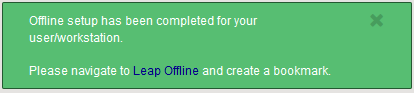 Offline setup has been completed for your
user/workstation.
Please navigate to Leap Offline and create a bookmark.